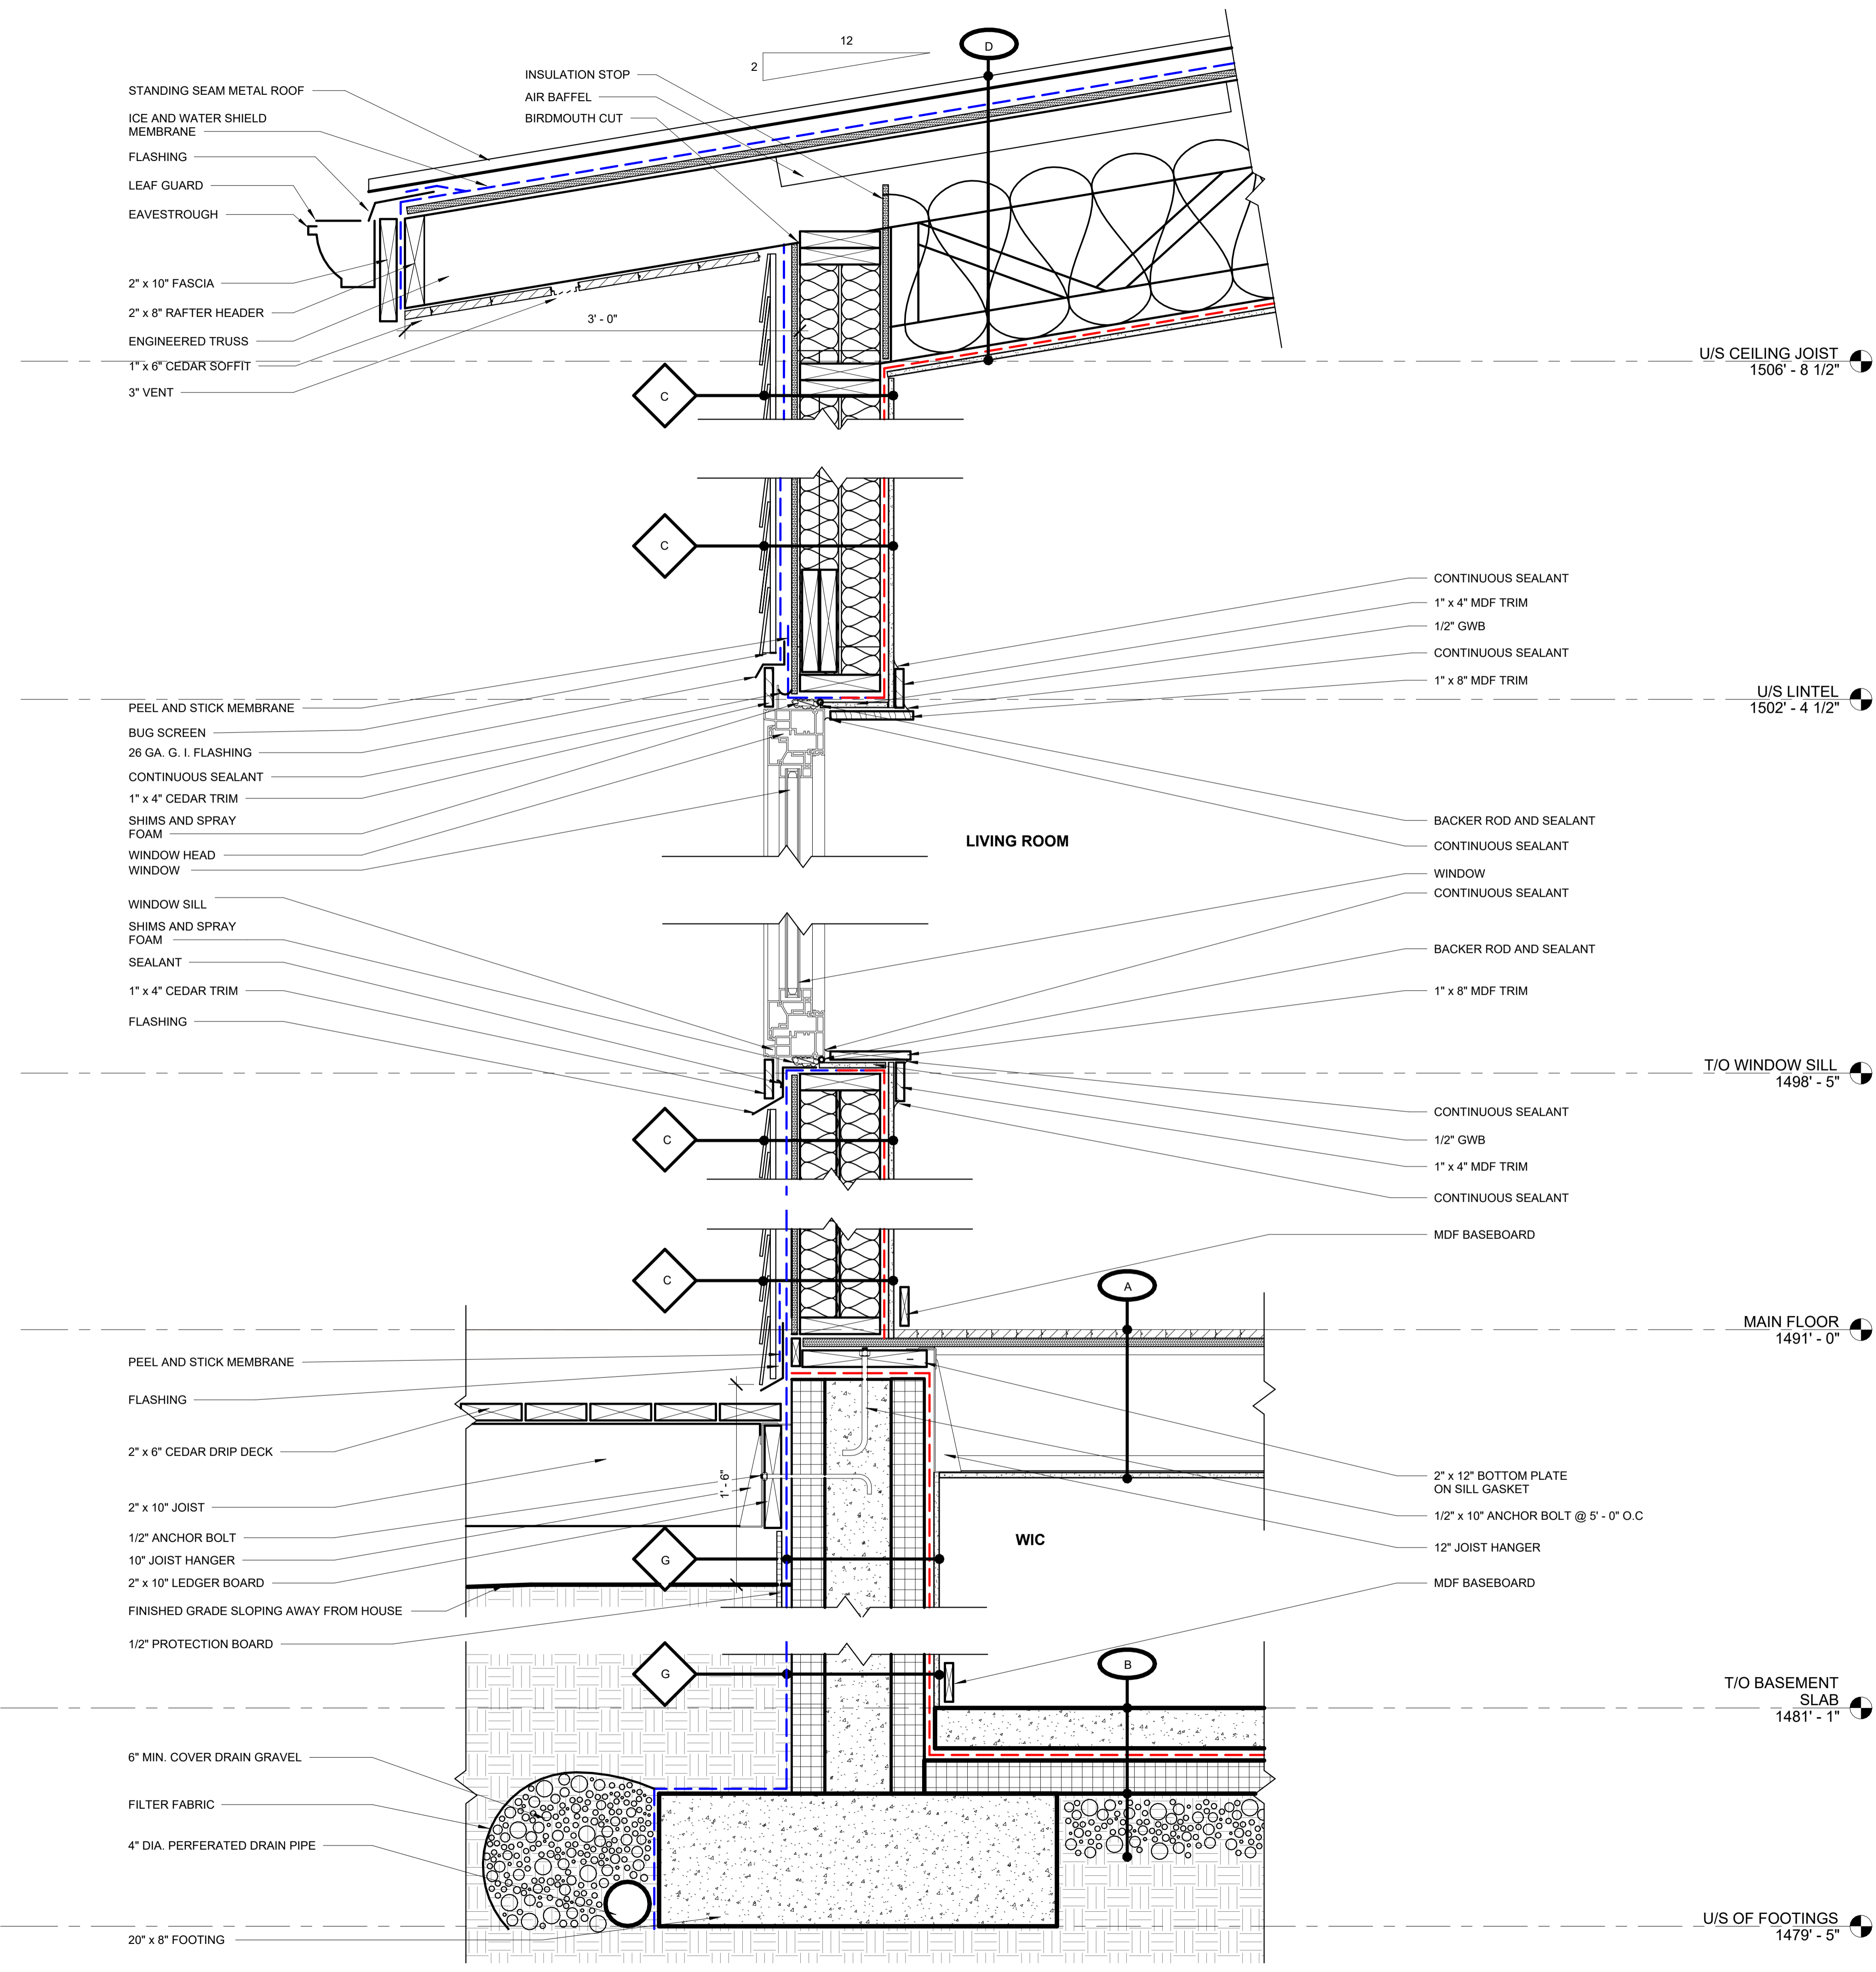 12
D
2
INSULATION STOP
STANDING SEAM METAL ROOF
AIR BAFFEL
ICE AND WATER SHIELD
MEMBRANE
BIRDMOUTH CUT
FLASHING
LEAF GUARD
EAVESTROUGH
2" x 10" FASCIA
2" x 8" RAFTER HEADER
3' - 0"
ENGINEERED TRUSS
1" x 6" CEDAR SOFFIT
3" VENT
U/S CEILING JOIST
1506' - 8 1/2"
C
C
CONTINUOUS SEALANT
1" x 4" MDF TRIM
1/2" GWB
CONTINUOUS SEALANT
1" x 8" MDF TRIM
U/S LINTEL
1502' - 4 1/2"
PEEL AND STICK MEMBRANE
BUG SCREEN
26 GA. G. I. FLASHING
CONTINUOUS SEALANT
1" x 4" CEDAR TRIM
SHIMS AND SPRAY
FOAM
WINDOW HEAD
WINDOW
LIVING ROOM
BACKER ROD AND SEALANT
CONTINUOUS SEALANT
WINDOW
CONTINUOUS SEALANT
WINDOW SILL
SHIMS AND SPRAY
FOAM
SEALANT
1" x 4" CEDAR TRIM
FLASHING
BACKER ROD AND SEALANT
1" x 8" MDF TRIM
T/O WINDOW SILL
1498' - 5"
C
CONTINUOUS SEALANT
1/2" GWB
1" x 4" MDF TRIM
CONTINUOUS SEALANT
MDF BASEBOARD
C
A
MAIN FLOOR
1491' - 0"
PEEL AND STICK MEMBRANE
FLASHING
2" x 6" CEDAR DRIP DECK
1' - 6"
2" x 10" JOIST
1/2" ANCHOR BOLT
10" JOIST HANGER
2" x 10" LEDGER BOARD
FINISHED GRADE SLOPING AWAY FROM HOUSE
1/2" PROTECTION BOARD
G
WIC
2" x 12" BOTTOM PLATE
ON SILL GASKET
1/2" x 10" ANCHOR BOLT @ 5' - 0" O.C
12" JOIST HANGER
MDF BASEBOARD
G
B
T/O BASEMENT
SLAB
1481' - 1"
6" MIN. COVER DRAIN GRAVEL
FILTER FABRIC
4" DIA. PERFERATED DRAIN PIPE
20" x 8" FOOTING
U/S OF FOOTINGS
1479' - 5"